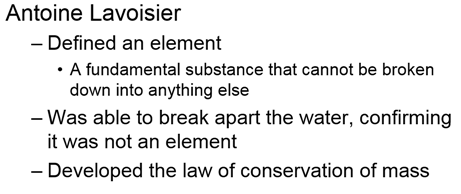 Antoine Lavoisier
– Defined an element
• A fundamental substance that cannot be broken
down into anything else
– Was able to break apart the water, confirming
it was not an element
– Developed the law of conservation of mass